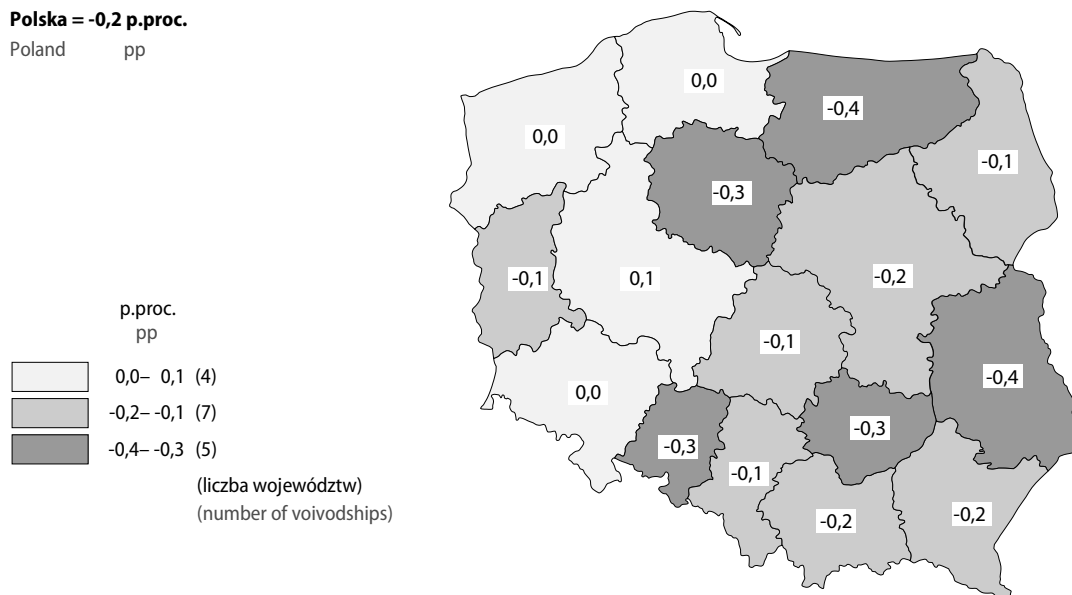 Polska = -0,2 p.proc.
Poland pp
0,0
-0,4
0,0
-0,1
-0,3
-0,1
0,1
-0,2
p.proc.
pp
-0,1
0,0– 0,1 (4)
-0,4
0,0
-0,2– -0,1 (7)
-0,3
-0,3
-0,4– -0,3 (5)
-0,1
(liczba województw)
(number of voivodships)
-0,2
-0,2